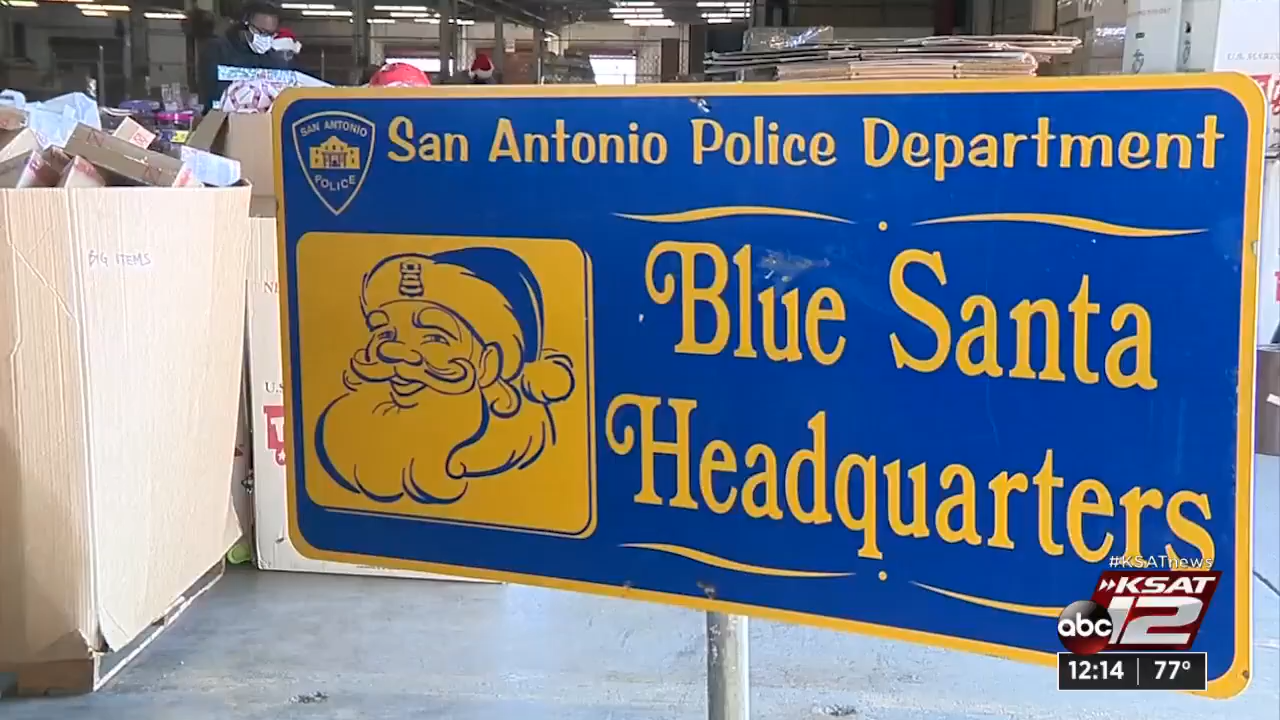 SAN ANTONIO
POLICE
San Antonio Police Department
Blue Santa
Headquarters
BIG ITEMS
U.S.
#KSATnews
KSAT
abc 12
12:14 77°